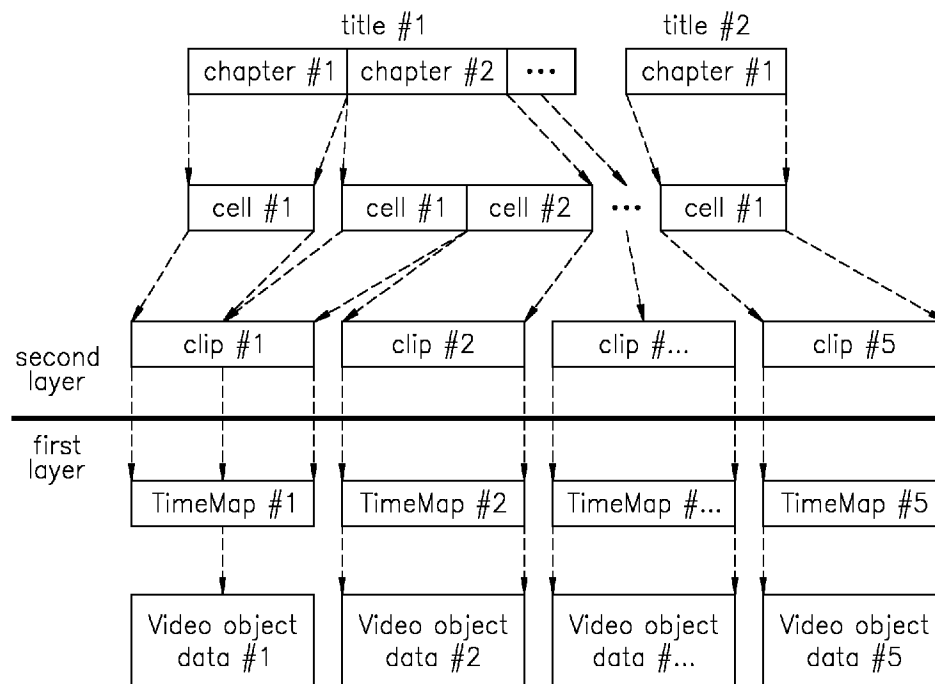 title #1 title #2
chapter #1 chapter #2 ... chapter #1
cell #1 cell #1 cell #2 ... cell #1
clip #1 clip #2 clip #... clip #5
second
layer
first
layer
TimeMap #1 TimeMap #2 TimeMap #... TimeMap #5
Video object Video object Video object Video object
data #1 data #2 data #... data #5